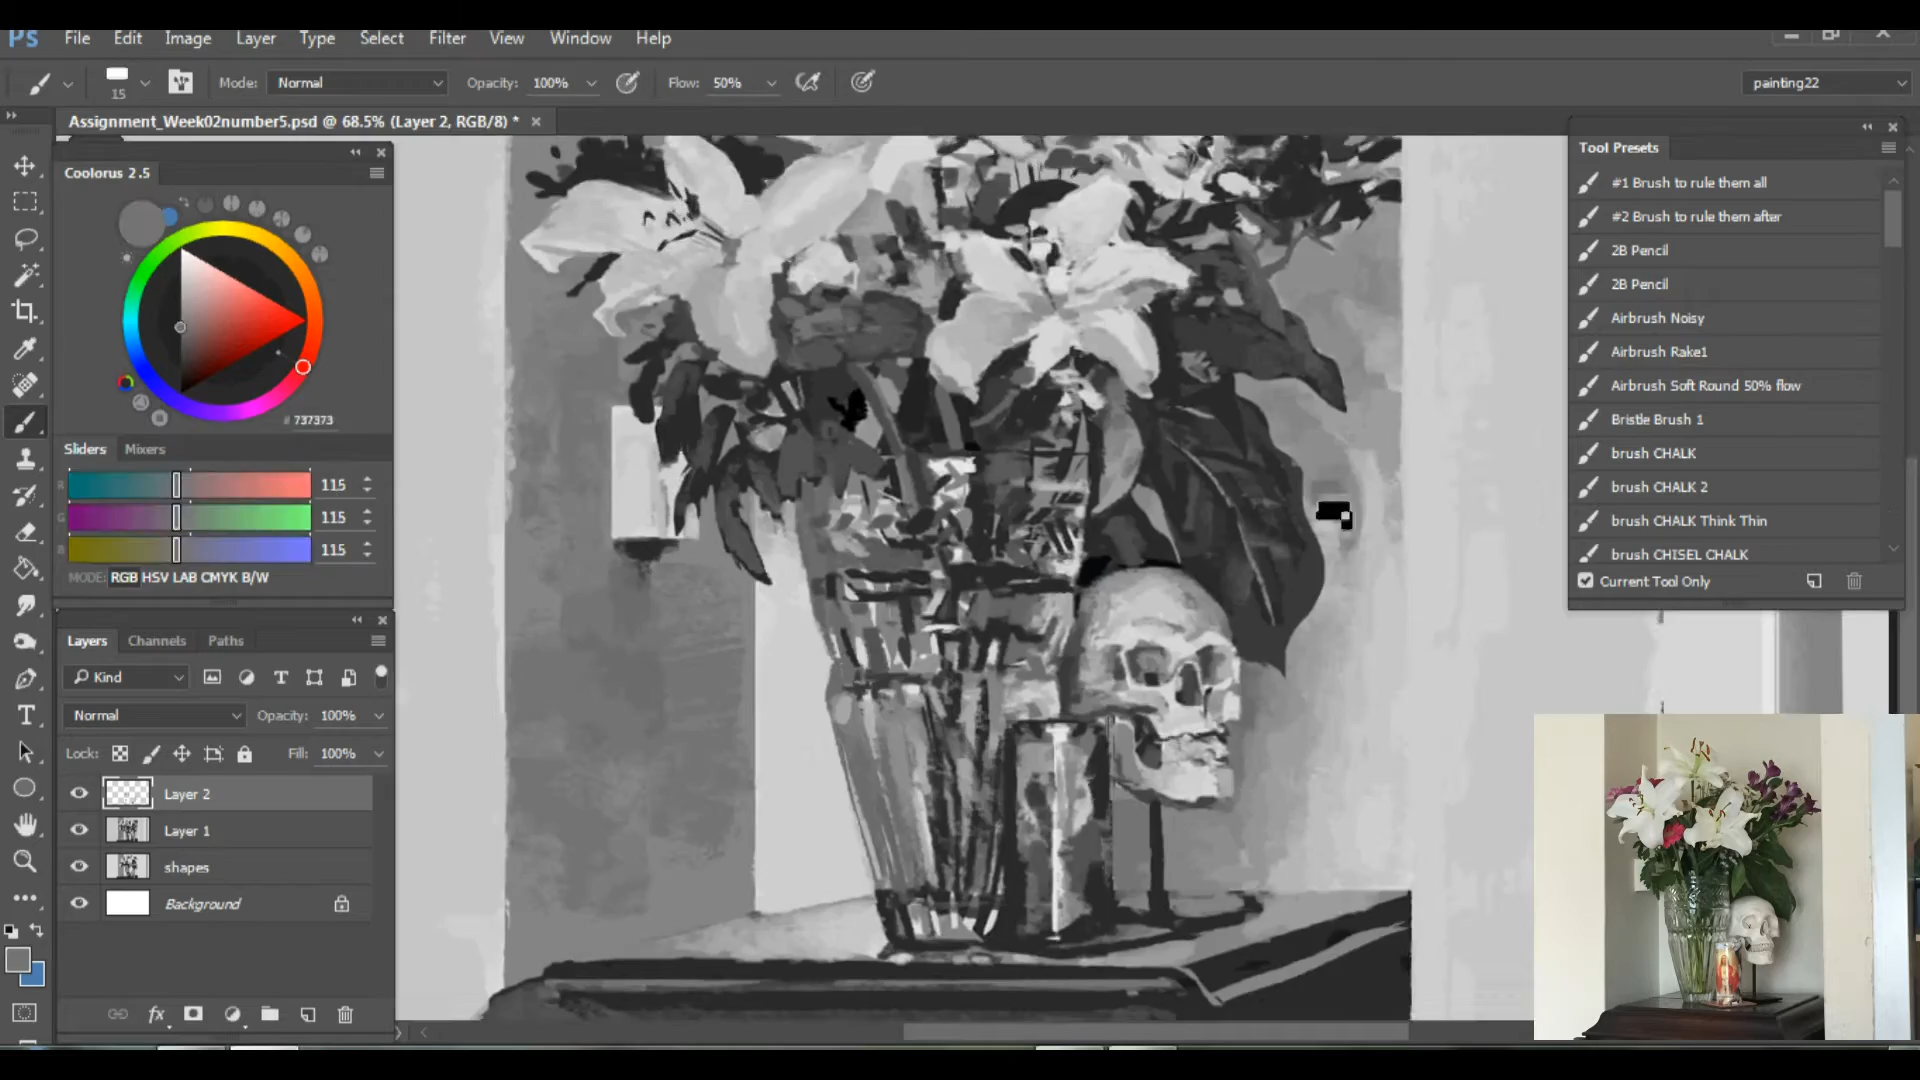 Ps File Edit Image Layer Type Select Filter View Window Help
15 Mode: Normal Opacity: 100% Flow: 50% painting22
Assignment_Week02number5.psd @ 68.5% (Layer 2, RGB/8) *
Coolorus 2.5
# 737373
Sliders Mixers
R 115
G 115
B 115
MODE: RGB HSV LAB CMYK B/W
Layers Channels Paths
Kind
Normal Opacity: 100%
Lock: Fill: 100%
Layer 2
Layer 1
shapes
Background
fx
Tool Presets
#1 Brush to rule them all
#2 Brush to rule them after
2B Pencil
2B Pencil
Airbrush Noisy
Airbrush Rake1
Airbrush Soft Round 50% flow
Bristle Brush 1
brush CHALK
brush CHALK 2
brush CHALK Think Thin
brush CHISEL CHALK
Current Tool Only